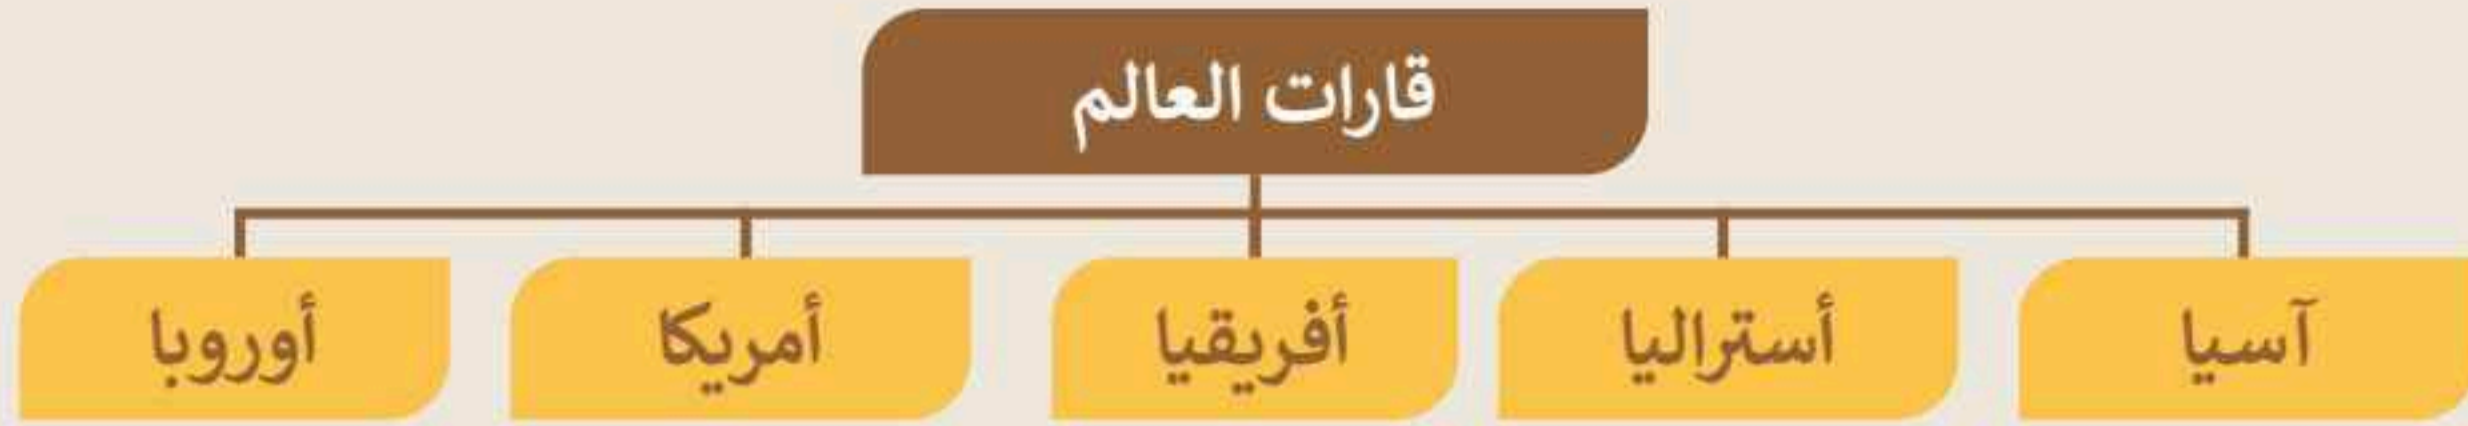 قارات العالم
آسيا
أستراليا
أفريقيا
أمريكا
أوروبا